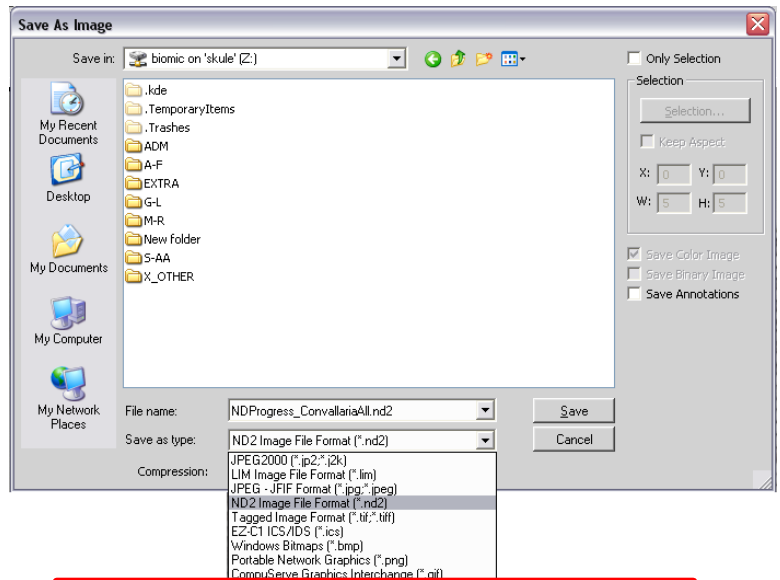 Save As Image
Save in: biomic on 'skule' (Z:)
My Recent
Documents
Desktop
My Documents
My Computer
My Network
Places
.kde
.TemporaryItems
.Trashes
ADM
A-F
EXTRA
G-L
M-R
New folder
S-AA
X_OTHER
Only Selection
Selection
Selection...
Keep Aspect
X: 0 Y: 0
W: 5 H: 5
Save Color Image
Save Binary Image
Save Annotations
File name: NDProgress_ConvallariaAll.nd2 Save
Save as type: ND2 Image File Format (*.nd2) Cancel
Compression:
JPEG2000 (*.jp2;*.j2k)
LIM Image File Format (*.lim)
JPEG - JFIF Format (*.jpg;*.jpeg)
ND2 Image File Format (*.nd2)
Tagged Image Format (*.tif;*.tiff)
EZ-C1 ICS/IDS (*.ics)
Windows Bitmaps (*.bmp)
Portable Network Graphics (*.png)
CompuServe Graphics Interchange (*.gif)